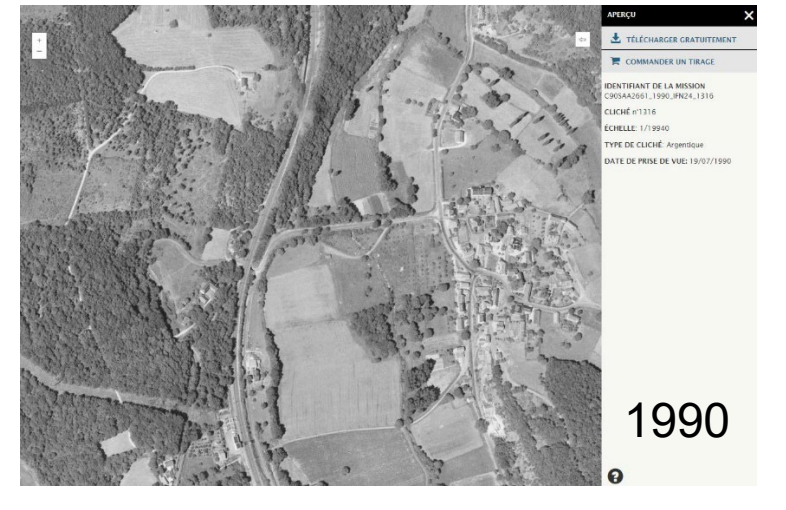 APERÇU
TÉLÉCHARGER GRATUITEMENT
COMMANDER UN TIRAGE
IDENTIFIANT DE LA MISSION
C90SAA2661_1990_IFN24_1316
CLICHÉ n°1316
ÉCHELLE: 1/19940
TYPE DE CLICHÉ: Argentique
DATE DE PRISE DE VUE: 19/07/1990
1990